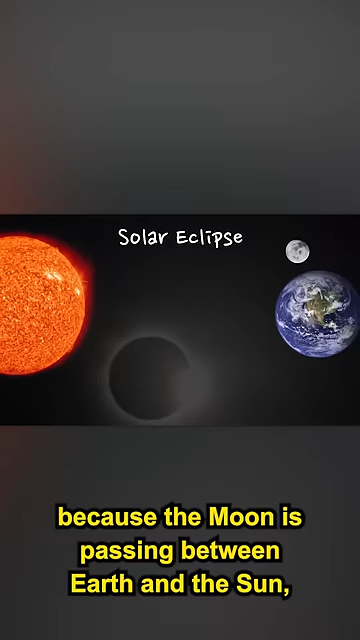 Solar Eclipse
because the Moon is
passing between
Earth and the Sun,